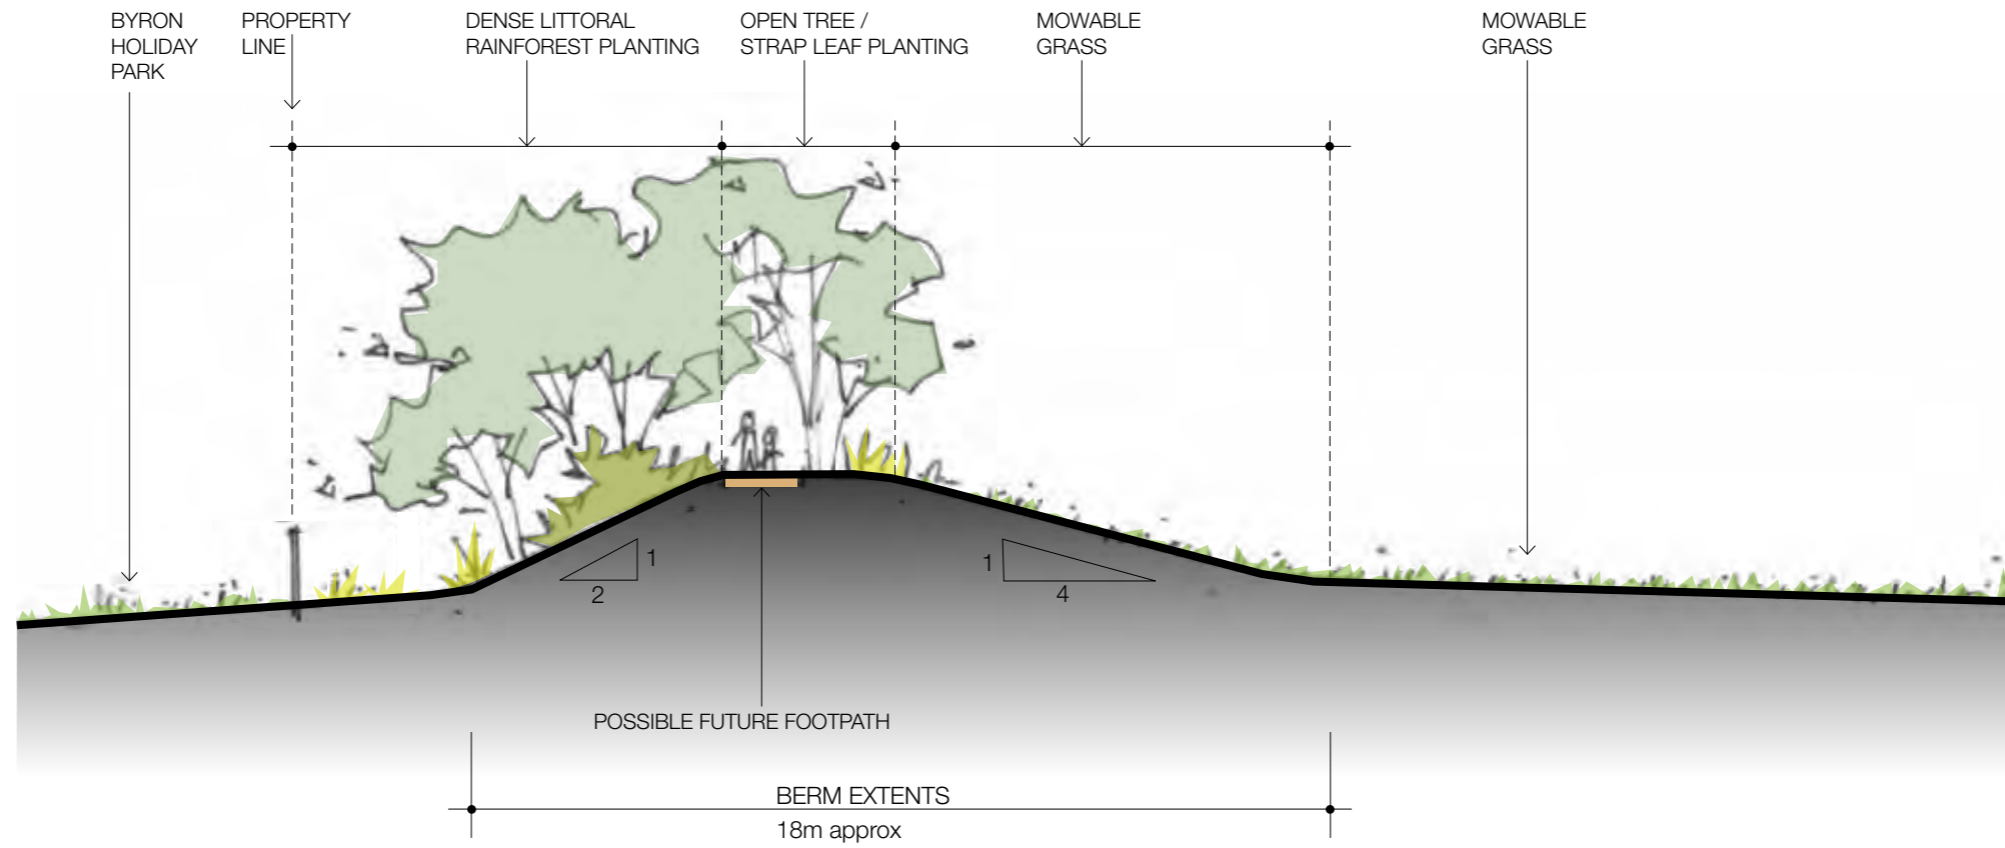 BYRON
HOLIDAY
PARK
PROPERTY
LINE
DENSE LITTORAL
RAINFOREST PLANTING
OPEN TREE /
STRAP LEAF PLANTING
MOWABLE
GRASS
MOWABLE
GRASS
1
2
1
4
POSSIBLE FUTURE FOOTPATH
BERM EXTENTS
18m approx